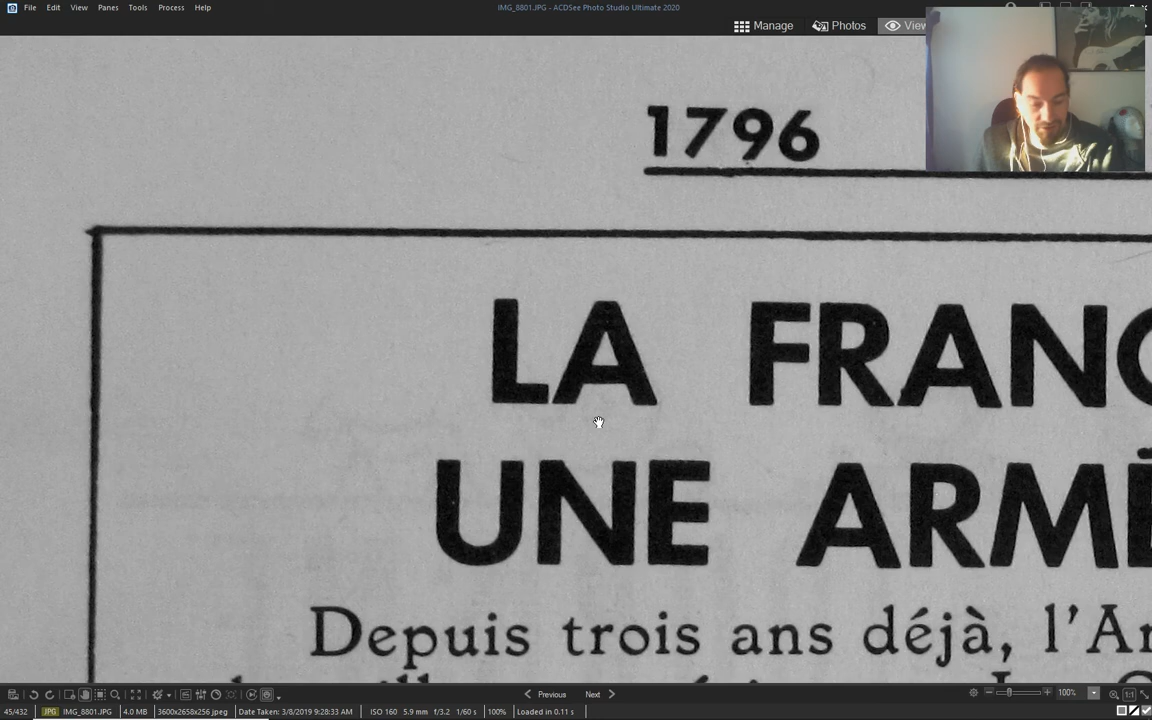 File Edit View Panes Tools Process Help
IMG_8801.JPG - ACDSee Photo Studio Ultimate 2020
Manage Photos View
1796
LA FRANC
UNE ARMÉ
Depuis trois ans déjà, l'Ar
Previous Next
100%
1:1
45/432 JPG IMG_8801.JPG 4.0 MB 3600x2658x256 jpeg Date Taken: 3/8/2019 9:28:33 AM ISO 160 5.9 mm f/3.2 1/60 s 100% Loaded in 0.11 s